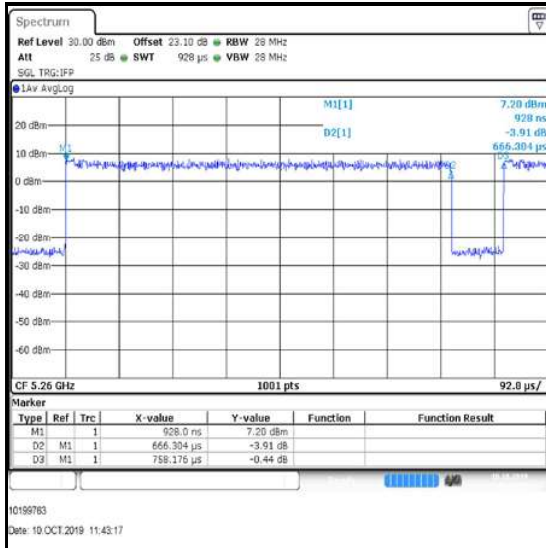 Spectrum
Ref Level 30.00 dBm Offset 23.10 dB RBW 28 MHz
Att 25 dB SWT 928 µs VBW 28 MHz
SGL TRG:IFP
1Av AvgLog
M1[1] 7.20 dBm
928 ns
D2[1] -3.91 dB
666.304 µs
20 dBm
10 dBm
0 dBm
-10 dBm
-20 dBm
-30 dBm
-40 dBm
-60 dBm
M1
D3
CF 5.26 GHz 1001 pts 92.8 µs/
Marker
Type Ref Trc X-value Y-value Function Function Result
M1 1 928.0 ns 7.20 dBm
D2 M1 1 666.304 µs -3.91 dB
D3 M1 1 758.176 µs -0.44 dB
10199763
Date: 10.OCT.2019 11:43:17